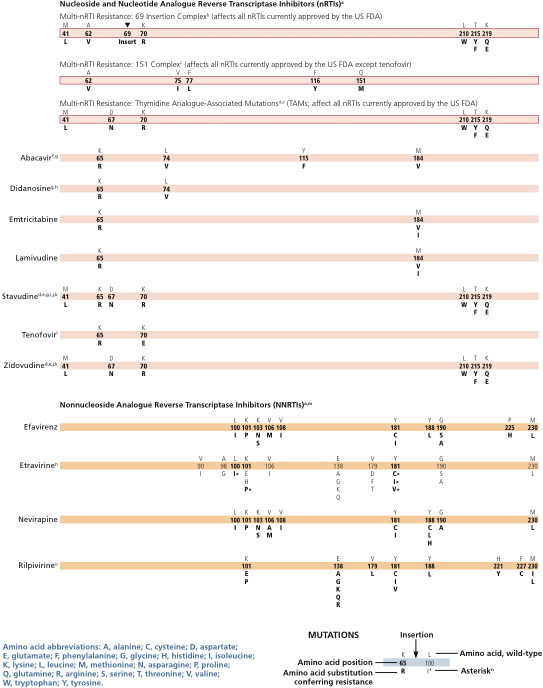 Nucleoside and Nucleotide Analogue Reverse Transcriptase Inhibitors (nRTIs)ᵃ
Multi-nRTI Resistance: 69 Insertion Complexᵇ (affects all nRTIs currently approved by the US FDA)
M A ▼ K L T K
41 62 69 70 210 215 219
L V Insert R W Y Q
F E
Multi-nRTI Resistance: 151 Complexᶜ (affects all nRTIs currently approved by the US FDA except tenofovir)
A V F F Q
62 75 77 116 151
V I L Y M
Multi-nRTI Resistance: Thymidine Analogue-Associated Mutationsᵈ,ᵉ (TAMs; affect all nRTIs currently approved by the US FDA)
M D K L T K
41 67 70 210 215 219
L N R W Y Q
F E
K L Y M
Abacavirᶠ,ᵍ 65 74 115 184
R V F V
K L
Didanosineᵍ,ʰ 65 74
R V
K M
Emtricitabine 65 184
R V
I
K M
Lamivudine 65 184
R V
I
M K D K L T K
Stavudineᵈ,ᵉ,ᵍ,ⁱ,ʲ,ᵏ 41 65 67 70 210 215 219
L R N R W Y Q
F E
K K
Tenofovirˡ 65 70
R E
M D K L T K
Zidovudineᵈ,ᵉ,ʲ,ᵏ 41 67 70 210 215 219
L N R W Y Q
F E
Nonnucleoside Analogue Reverse Transcriptase Inhibitors (NNRTIs)ᵃ,ᵐ
L K K V V Y Y G P M
Efavirenz 100 101 103 106 108 181 188 190 225 230
I P N M I C L S H L
S I A
V A L K V E V Y G M
Etravirineⁿ 90 98 100 101 106 138 179 181 190 230
I G I* E I A D C* S L
H G F I* A
P* K T V*
Q
L K K V V Y Y G M
Nevirapine 100 101 103 106 108 181 188 190 230
I P N A I C C A L
S M I L
H
K E V Y Y H F M
Rilpivirineᵒ 101 138 179 181 188 221 227 230
E A L C L Y C I
P G I L
K V
Q
R
MUTATIONS
Insertion
Amino acid abbreviations: A, alanine; C, cysteine; D, aspartate;
E, glutamate; F, phenylalanine; G, glycine; H, histidine; I, isoleucine;
K, lysine; L, leucine; M, methionine; N, asparagine; P, proline;
Q, glutamine; R, arginine; S, serine; T, threonine; V, valine;
W, tryptophan; Y, tyrosine.
K L Amino acid, wild-type
Amino acid position 65 100
R I* Asteriskⁿ
Amino acid substitution
conferring resistance